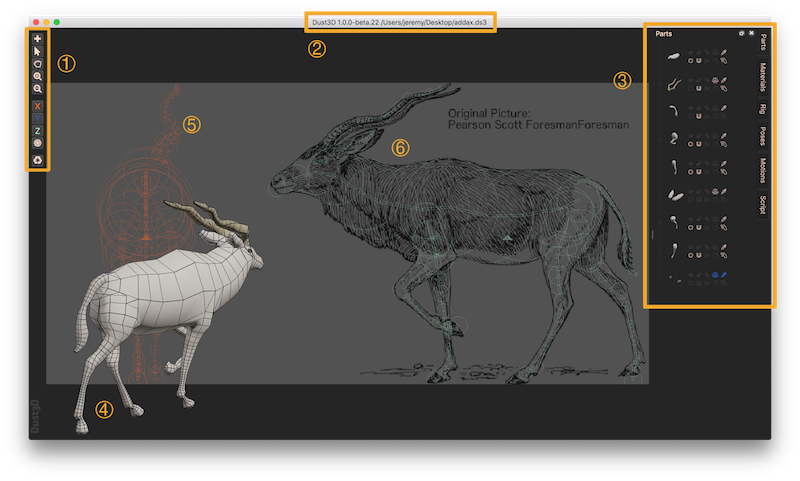 Dust3D 1.0.0-beta.22 /Users/jeremy/Desktop/addax.ds3
①
②
③
④
⑤
⑥
X
Y
Z
Original Picture:
Pearson Scott ForesmanForesman
Parts
Parts
Materials
Rig
Poses
Motions
Script
Dust3D